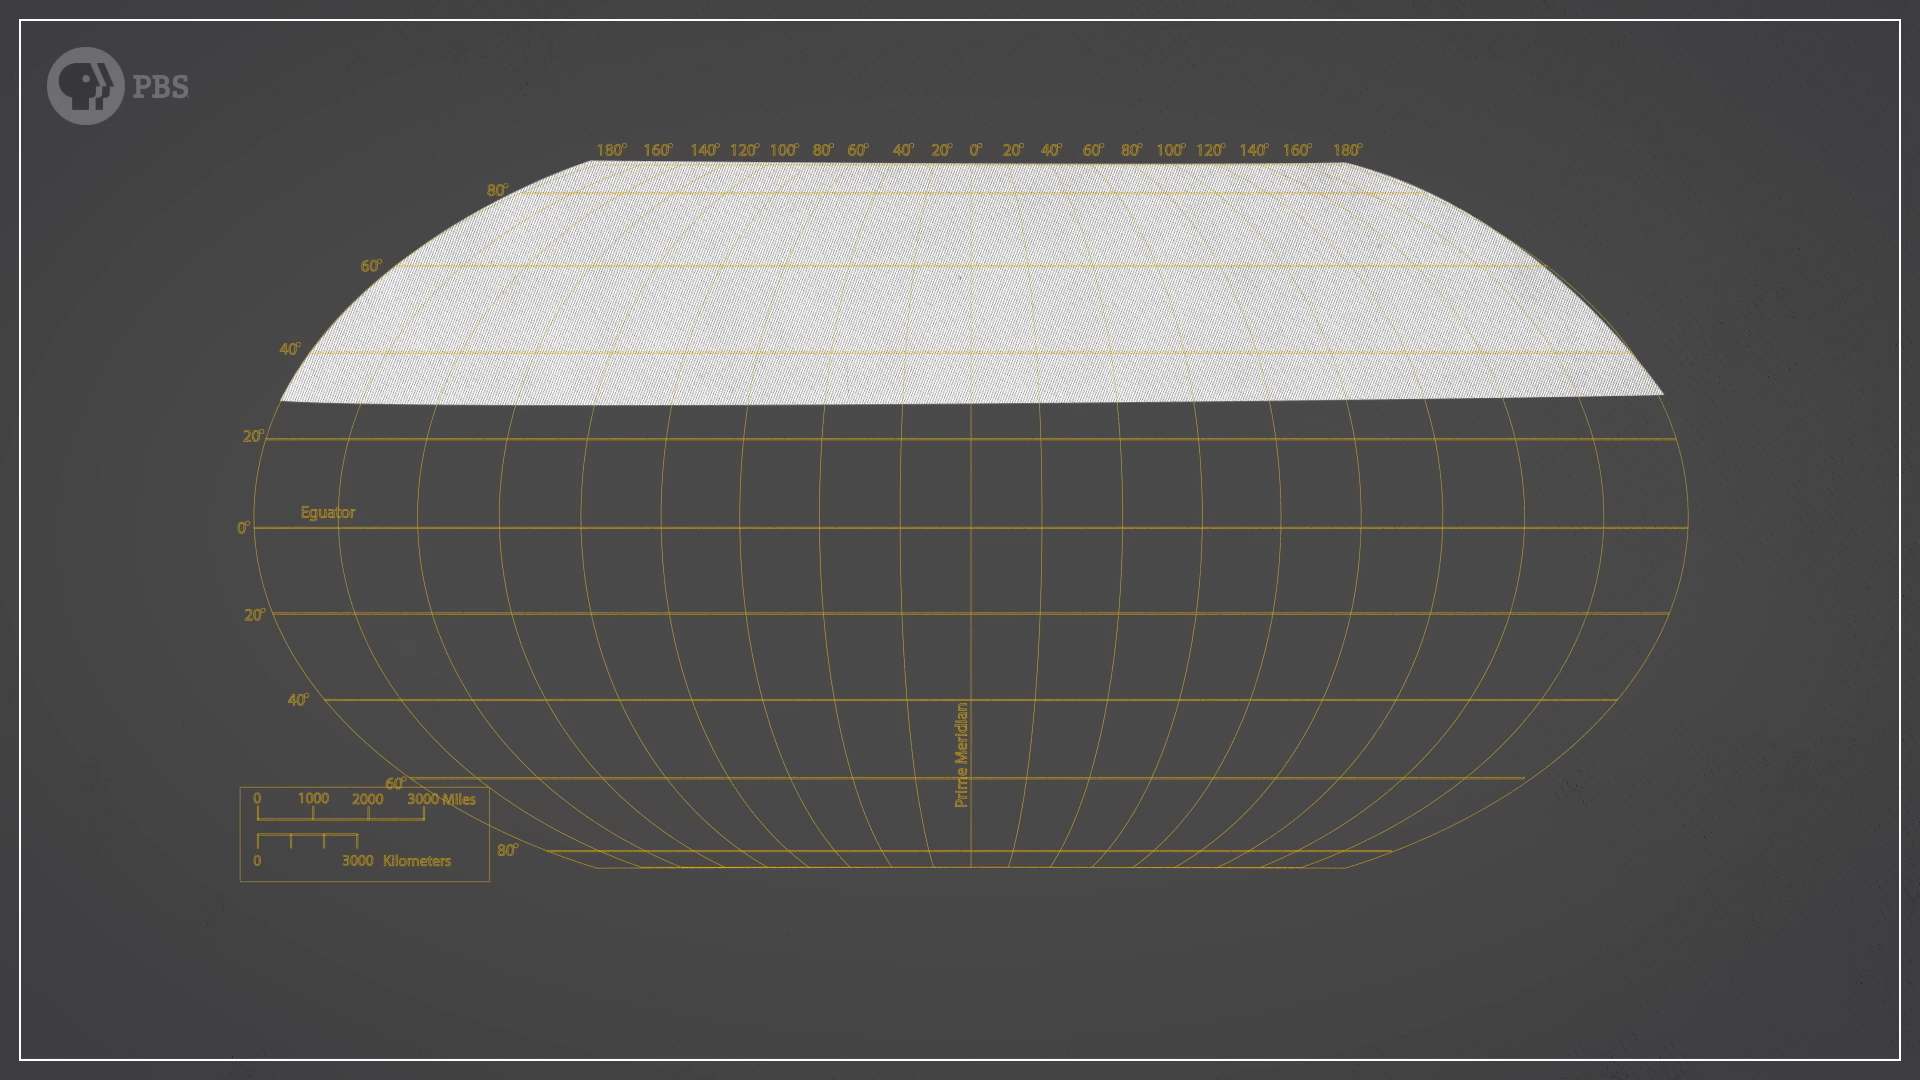 PBS
180° 160° 140° 120° 100° 80° 60° 40° 20° 0° 20° 40° 60° 80° 100° 120° 140° 160° 180°
80°
60°
40°
20°
Eguator
0°
20°
40°
Prime Meridian
60°
0 1000 2000 3000 Miles
80°
0 3000 Kilometers